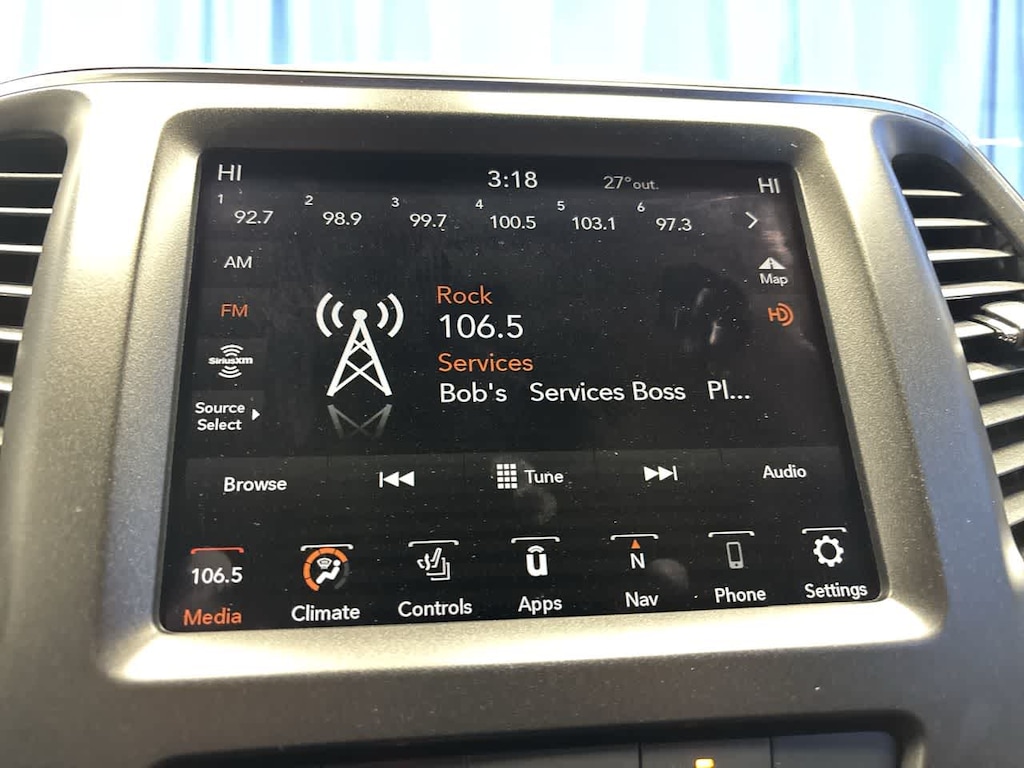 HI 3:18 27°out. HI
1 2 3 4 5 6
92.7 98.9 99.7 100.5 103.1 97.3
AM
Map
Rock
FM
106.5
HD
SiriusXM
Services
Bob's Services Boss Pl...
Source
Select
Browse Tune Audio
106.5 û N
Media Climate Controls Apps Nav Phone Settings